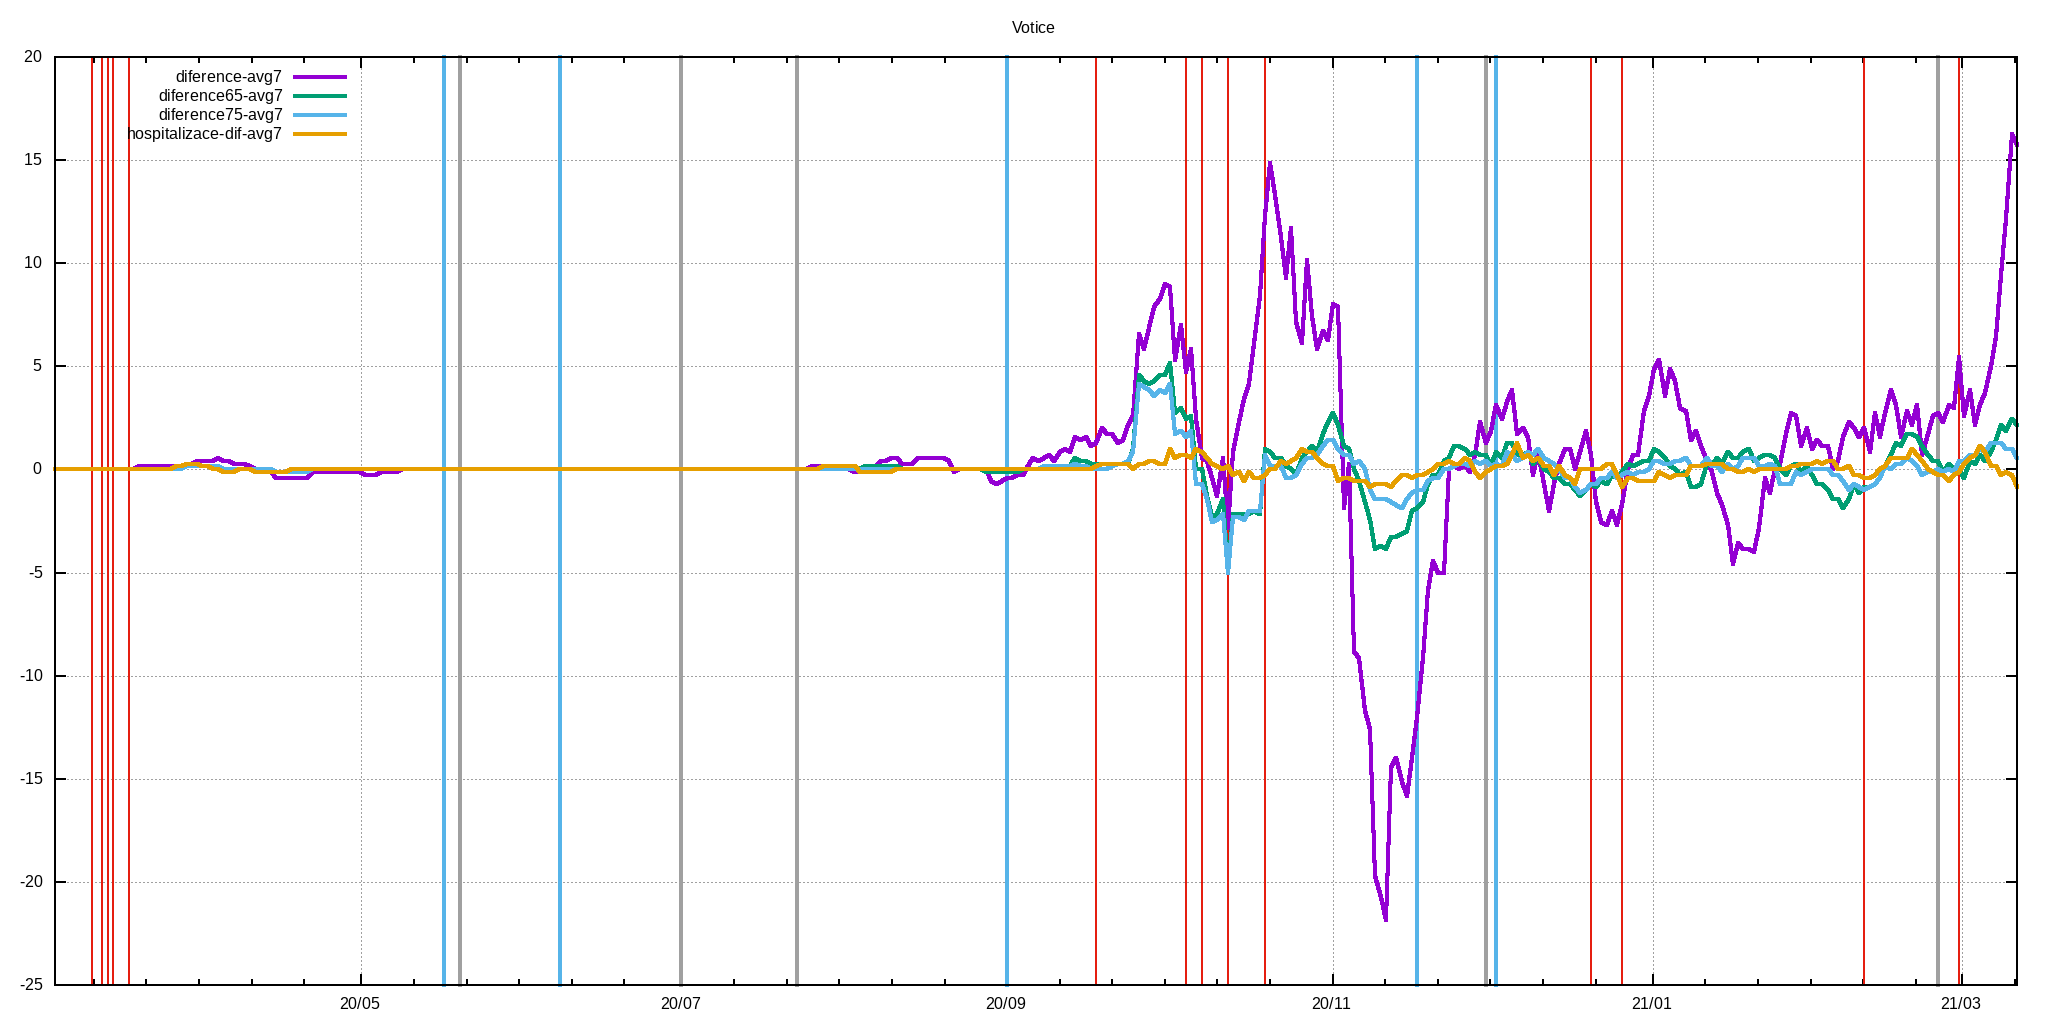 Votice
20
diference-avg7
diference65-avg7
diference75-avg7
hospitalizace-dif-avg7
15
10
5
0
-5
-10
-15
-20
-25
20/05 20/07 20/09 20/11 21/01 21/03